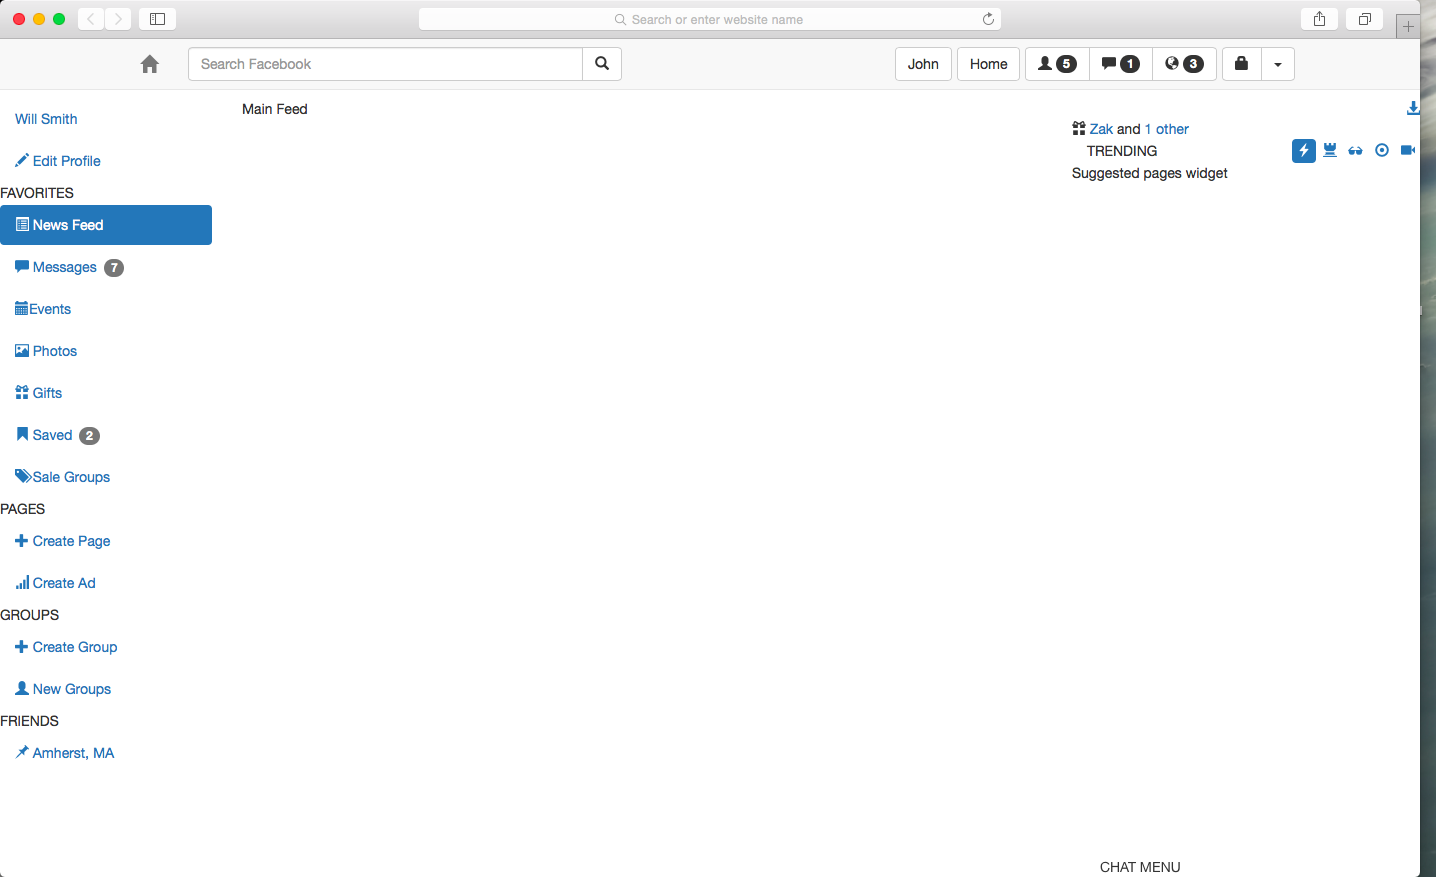 Search or enter website name
Search Facebook
John
Home
5
1
3
Will Smith
Edit Profile
FAVORITES
News Feed
Messages 7
Events
Photos
Gifts
Saved 2
Sale Groups
PAGES
Create Page
Create Ad
GROUPS
Create Group
New Groups
FRIENDS
Amherst, MA
Main Feed
Zak and 1 other
TRENDING
Suggested pages widget
CHAT MENU